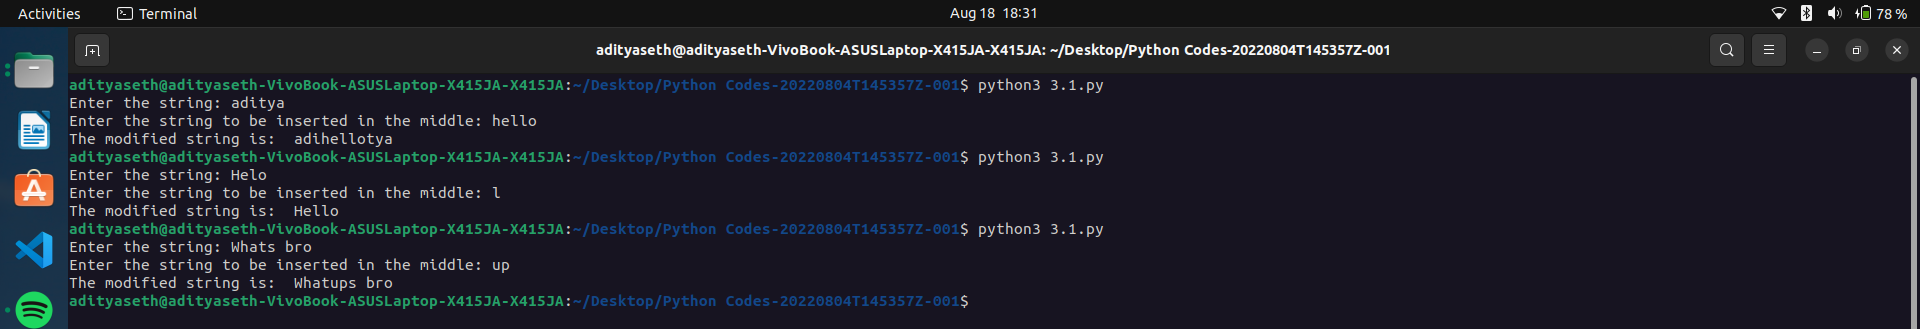 Activities Terminal Aug 18 18:31 78 %
adityaseth@adityaseth-VivoBook-ASUSLaptop-X415JA-X415JA: ~/Desktop/Python Codes-20220804T145357Z-001
adityaseth@adityaseth-VivoBook-ASUSLaptop-X415JA-X415JA:~/Desktop/Python Codes-20220804T145357Z-001$ python3 3.1.py
Enter the string: aditya
Enter the string to be inserted in the middle: hello
The modified string is:  adihellotya
adityaseth@adityaseth-VivoBook-ASUSLaptop-X415JA-X415JA:~/Desktop/Python Codes-20220804T145357Z-001$ python3 3.1.py
Enter the string: Helo
Enter the string to be inserted in the middle: l
The modified string is:  Hello
adityaseth@adityaseth-VivoBook-ASUSLaptop-X415JA-X415JA:~/Desktop/Python Codes-20220804T145357Z-001$ python3 3.1.py
Enter the string: Whats bro
Enter the string to be inserted in the middle: up
The modified string is:  Whatups bro
adityaseth@adityaseth-VivoBook-ASUSLaptop-X415JA-X415JA:~/Desktop/Python Codes-20220804T145357Z-001$